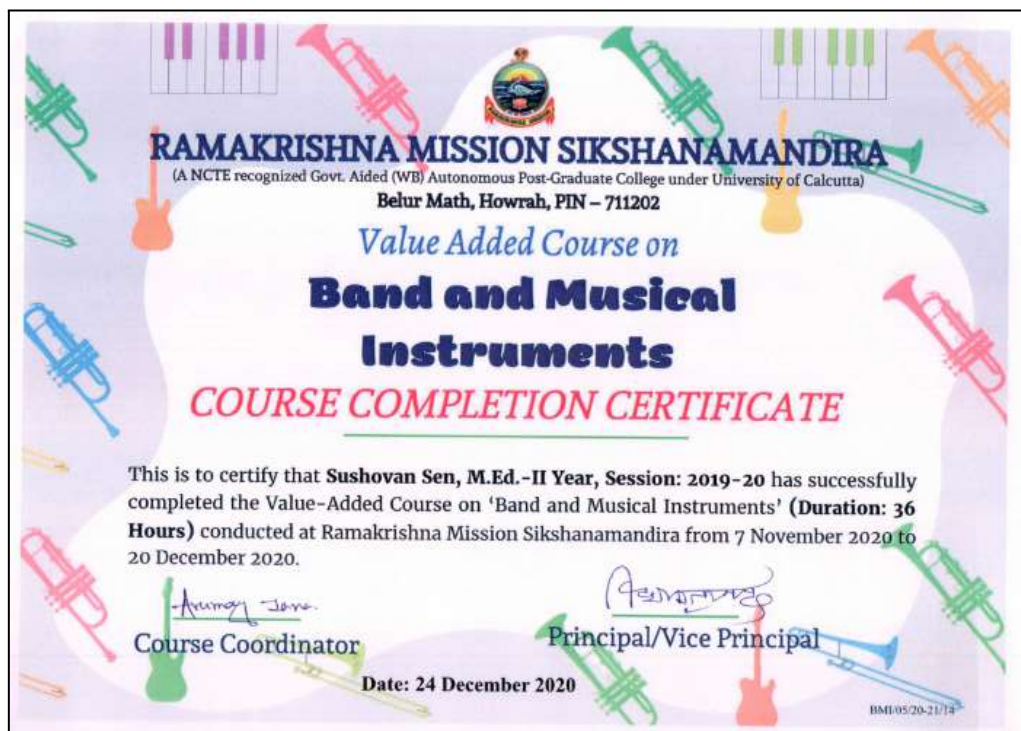 RAMAKRISHNA MISSION SIKSHANAMANDIRA
(A NCTE recognized Govt. Aided (WB) Autonomous Post-Graduate College under University of Calcutta)
Belur Math, Howrah, PIN – 711202
Value Added Course on
Band and Musical
Instruments
COURSE COMPLETION CERTIFICATE
This is to certify that Sushovan Sen, M.Ed.-II Year, Session: 2019-20 has successfully
completed the Value-Added Course on ‘Band and Musical Instruments’ (Duration: 36
Hours) conducted at Ramakrishna Mission Sikshanamandira from 7 November 2020 to
20 December 2020.
Course Coordinator
Principal/Vice Principal
Date: 24 December 2020
BMI/05/20-21/14